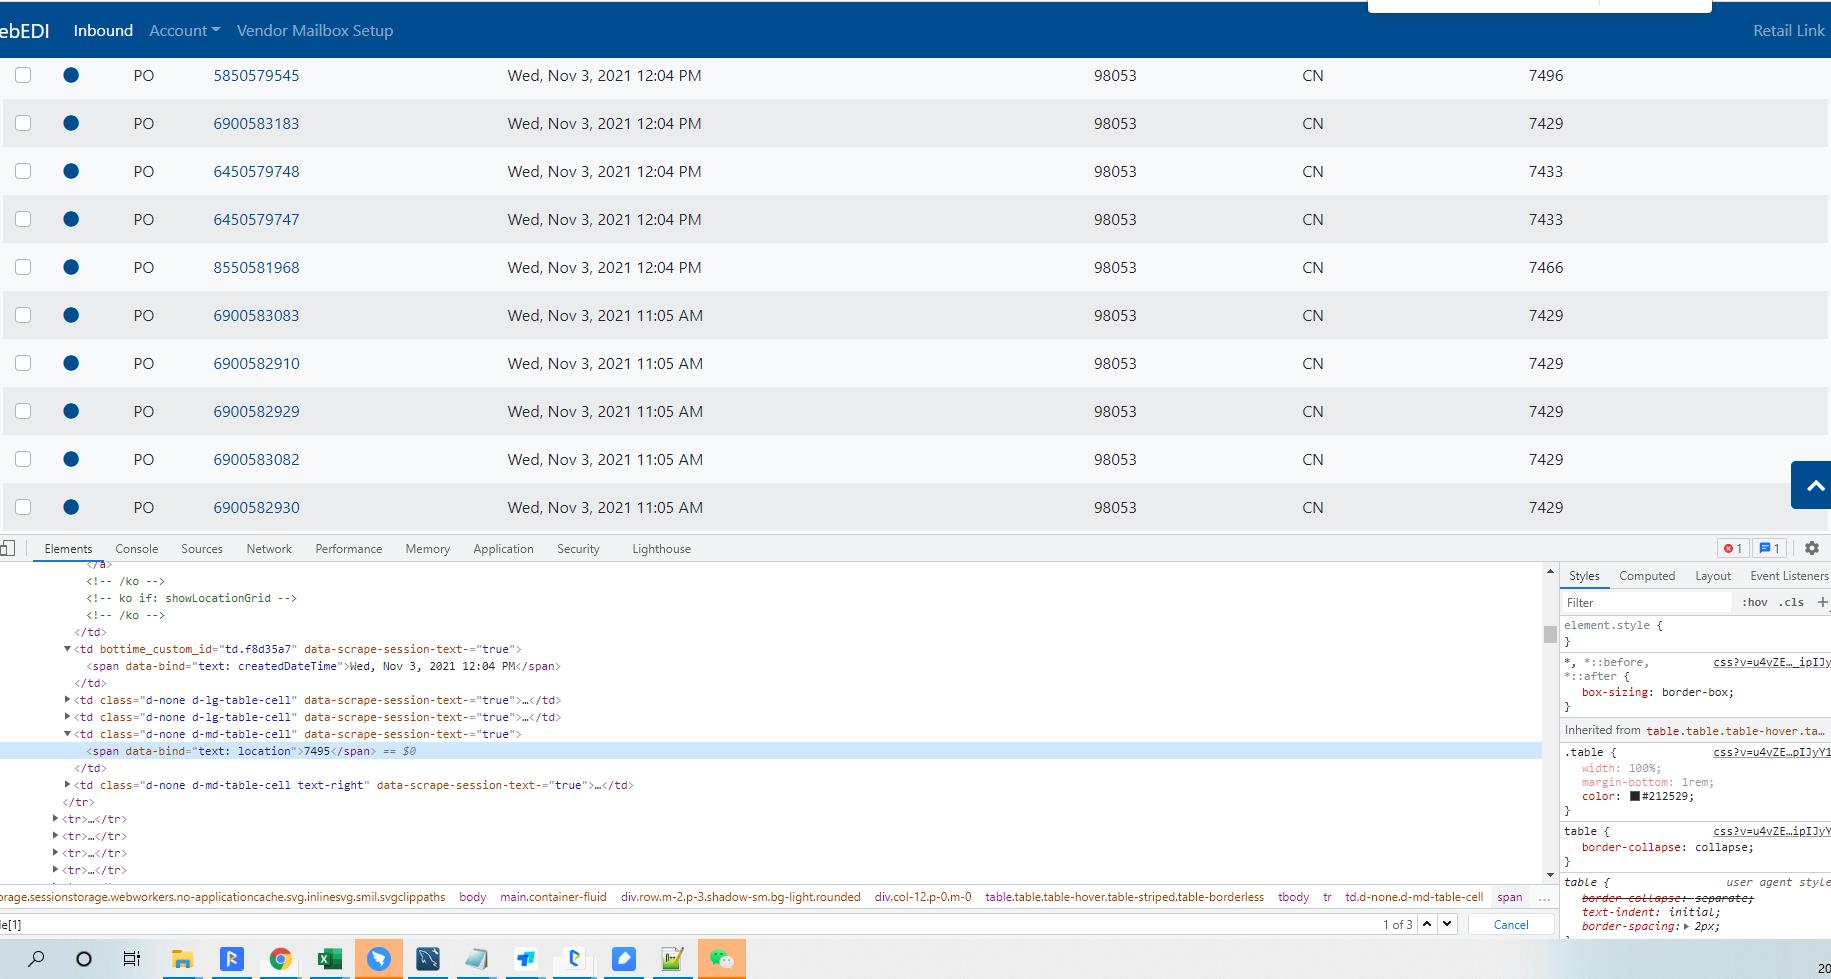 ebEDI Inbound Account Vendor Mailbox Setup Retail Link
PO 5850579545 Wed, Nov 3, 2021 12:04 PM 98053 CN 7496
PO 6900583183 Wed, Nov 3, 2021 12:04 PM 98053 CN 7429
PO 6450579748 Wed, Nov 3, 2021 12:04 PM 98053 CN 7433
PO 6450579747 Wed, Nov 3, 2021 12:04 PM 98053 CN 7433
PO 8550581968 Wed, Nov 3, 2021 12:04 PM 98053 CN 7466
PO 6900583083 Wed, Nov 3, 2021 11:05 AM 98053 CN 7429
PO 6900582910 Wed, Nov 3, 2021 11:05 AM 98053 CN 7429
PO 6900582929 Wed, Nov 3, 2021 11:05 AM 98053 CN 7429
PO 6900583082 Wed, Nov 3, 2021 11:05 AM 98053 CN 7429
PO 6900582930 Wed, Nov 3, 2021 11:05 AM 98053 CN 7429
Elements Console Sources Network Performance Memory Application Security Lighthouse 1 1
</a>
<!-- /ko -->
<!-- ko if: showLocationGrid -->
<!-- /ko -->
</td>
<td bottime_custom_id="td.f8d35a7" data-scrape-session-text-="true">
<span data-bind="text: createdDateTime">Wed, Nov 3, 2021 12:04 PM</span>
</td>
<td class="d-none d-lg-table-cell" data-scrape-session-text-="true">…</td>
<td class="d-none d-lg-table-cell" data-scrape-session-text-="true">…</td>
<td class="d-none d-md-table-cell" data-scrape-session-text-="true">
<span data-bind="text: location">7495</span> == $0
</td>
<td class="d-none d-md-table-cell text-right" data-scrape-session-text-="true">…</td>
</tr>
<tr>…</tr>
<tr>…</tr>
<tr>…</tr>
<tr>…</tr>
orage.sessionstorage.webworkers.no-applicationcache.svg.inlinesvg.smil.svgclippaths body main.container-fluid div.row.m-2.p-3.shadow-sm.bg-light.rounded div.col-12.p-0.m-0 table.table.table-hover.table-striped.table-borderless tbody tr td.d-none.d-md-table-cell span ...
le[1] 1 of 3 Cancel
Styles Computed Layout Event Listeners
Filter :hov .cls +
element.style {
}
*, *::before, css?v=u4vZE…_ipIJy
*::after {
box-sizing: border-box;
}
Inherited from table.table.table-hover.ta…
.table { css?v=u4vZE…pIJyY1
width: 100%;
margin-bottom: 1rem;
color: #212529;
}
table { css?v=u4vZE…ipIJyY
border-collapse: collapse;
}
table { user agent style
border-collapse: separate;
text-indent: initial;
border-spacing: 2px;
20